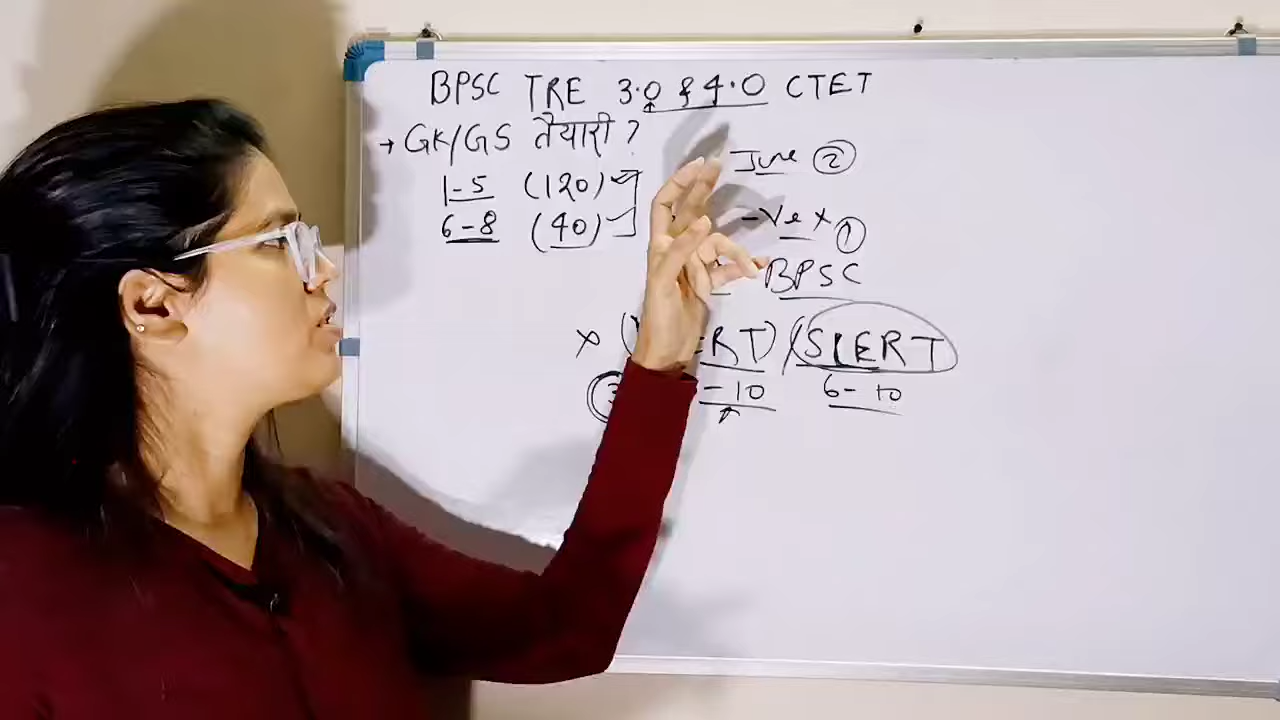 BPSC TRE 3.0 & 4.0 CTET
→ GK/GS तैयारी ?
1-5 (120)
June ②
6-8 (40)
-ve x ①
BPSC
x RT) / (SCERT
-10 6-10